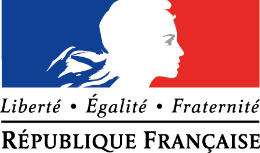 Liberté • Égalité • Fraternité
RÉPUBLIQUE FRANÇAISE